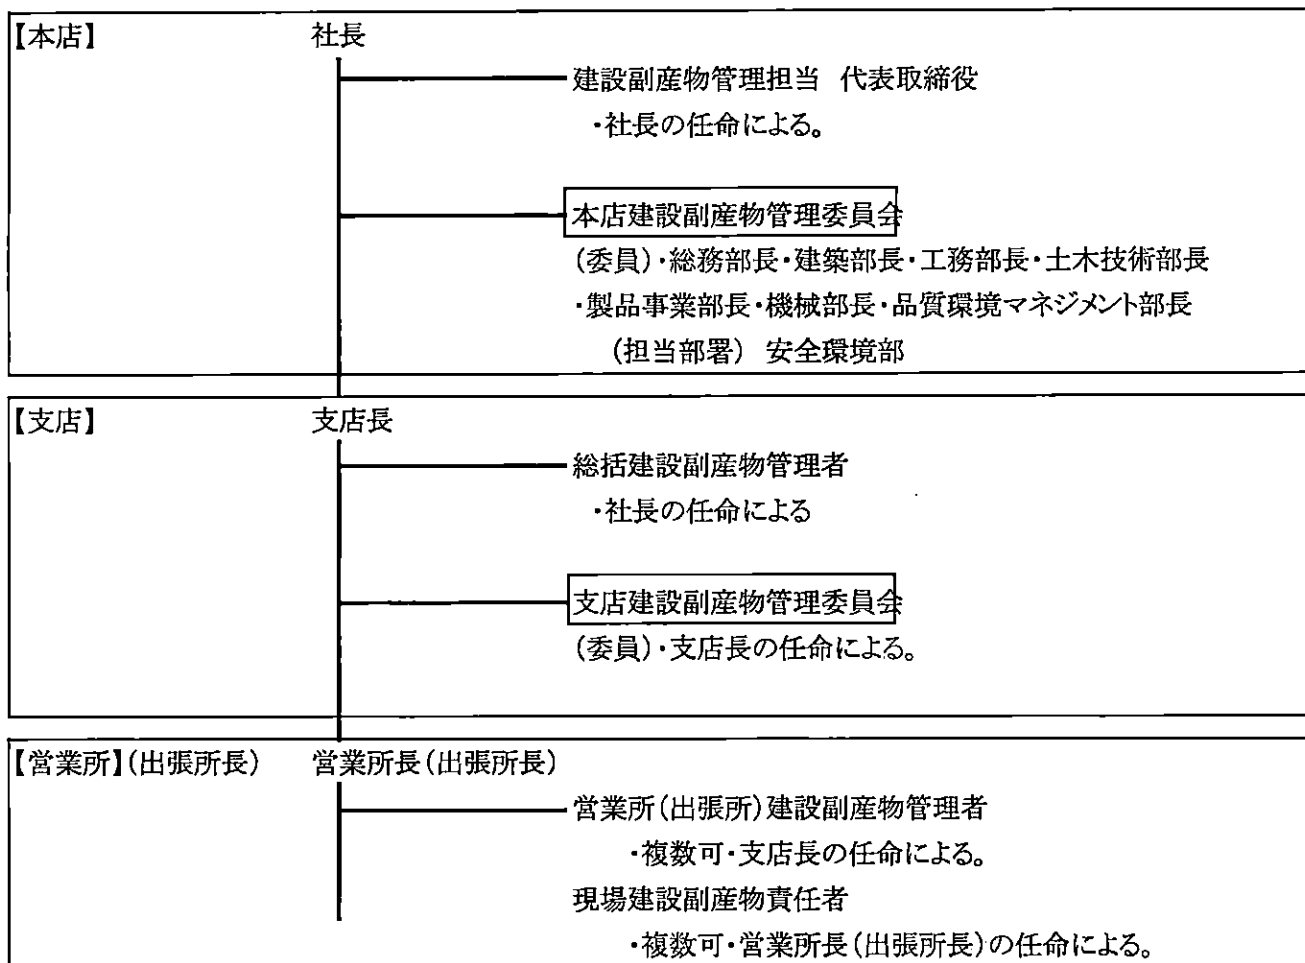 【本店】 社長
建設副産物管理担当 代表取締役
・社長の任命による。
本店建設副産物管理委員会
(委員)・総務部長・建築部長・工務部長・土木技術部長
・製品事業部長・機械部長・品質環境マネジメント部長
(担当部署) 安全環境部
【支店】 支店長
総括建設副産物管理者
・社長の任命による
支店建設副産物管理委員会
(委員)・支店長の任命による。
【営業所】(出張所長) 営業所長(出張所長)
営業所(出張所)建設副産物管理者
・複数可・支店長の任命による。
現場建設副産物責任者
・複数可・営業所長(出張所長)の任命による。